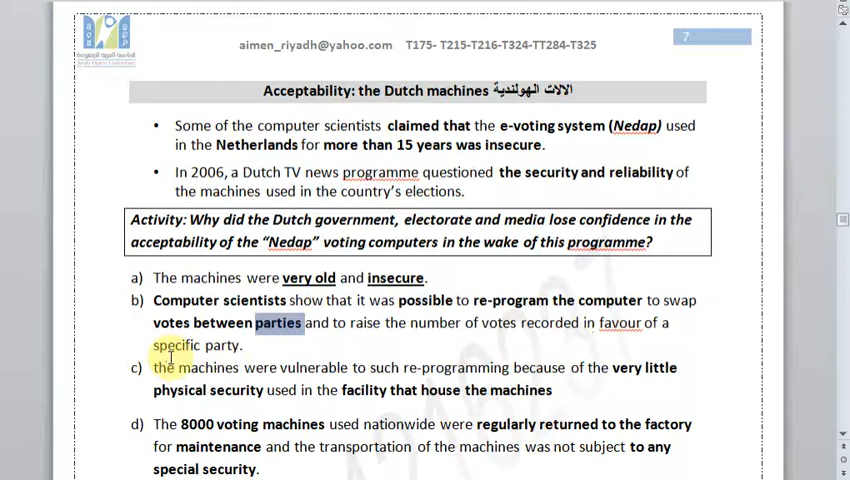 aimen_riyadh@yahoo.com T175- T215-T216-T324-TT284-T325
7
Arab Open University
Acceptability: the Dutch machines الالات الهولندية
• Some of the computer scientists claimed that the e-voting system (Nedap) used
in the Netherlands for more than 15 years was insecure.
• In 2006, a Dutch TV news programme questioned the security and reliability of
the machines used in the country's elections.
Activity: Why did the Dutch government, electorate and media lose confidence in the
acceptability of the "Nedap" voting computers in the wake of this programme?
a) The machines were very old and insecure.
b) Computer scientists show that it was possible to re-program the computer to swap
votes between parties and to raise the number of votes recorded in favour of a
specific party.
c) the machines were vulnerable to such re-programming because of the very little
physical security used in the facility that house the machines
d) The 8000 voting machines used nationwide were regularly returned to the factory
for maintenance and the transportation of the machines was not subject to any
special security.